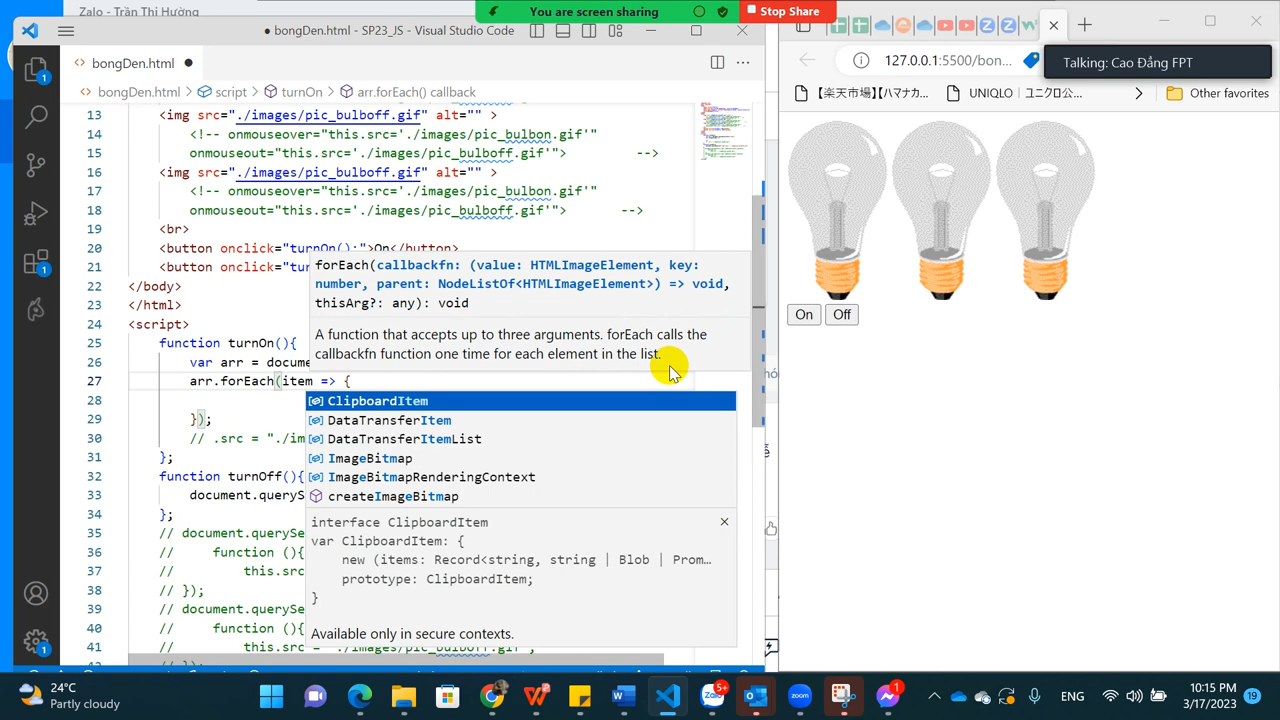 Zalo - Trần Thị Hường
You are screen sharing
Stop Share
bongDen.html - SP23_JS - Visual Studio Code
bongDen.html
bongDen.html > script > turnOn > arr.forEach() callback
127.0.0.1:5500/bon...
Talking: Cao Đẳng FPT
【楽天市場】【ハマナカ...
UNIQLO | ユニクロ公...
Other favorites
13 <img src="./images/pic_bulboff.gif" alt="" >
14 <!-- onmouseover="this.src='./images/pic_bulbon.gif'"
15 onmouseout="this.src='./images/pic_bulboff.gif'"> -->
16 <img src="./images/pic_bulboff.gif" alt="" >
17 <!-- onmouseover="this.src='./images/pic_bulbon.gif'"
18 onmouseout="this.src='./images/pic_bulboff.gif'"> -->
19 <br>
20 <button onclick="turnOn();">On</button>
21 <button onclick="tur
22 </body>
23 </html>
24 <script>
25 function turnOn(){
26 var arr = docume
27 arr.forEach(item => {
28
29 });
30 // .src = "./im
31 };
32 function turnOff(){
33 document.queryS
34 };
35 // document.querySe
36 // function (){
37 // this.src
38 // });
39 // document.querySe
40 // function (){
41 // this.src = "./images/pic_bulboff.gif";
42 // });
forEach(callbackfn: (value: HTMLImageElement, key:
number, parent: NodeListOf<HTMLImageElement>) => void,
thisArg?: any): void
A function that accepts up to three arguments. forEach calls the
callbackfn function one time for each element in the list.
ClipboardItem
DataTransferItem
DataTransferItemList
ImageBitmap
ImageBitmapRenderingContext
createImageBitmap
interface ClipboardItem
var ClipboardItem: {
new (items: Record<string, string | Blob | Prom...
prototype: ClipboardItem;
}
Available only in secure contexts.
On Off
1
1
1
24°C
Partly cloudy
5+
1
ENG
10:15 PM
3/17/2023
19